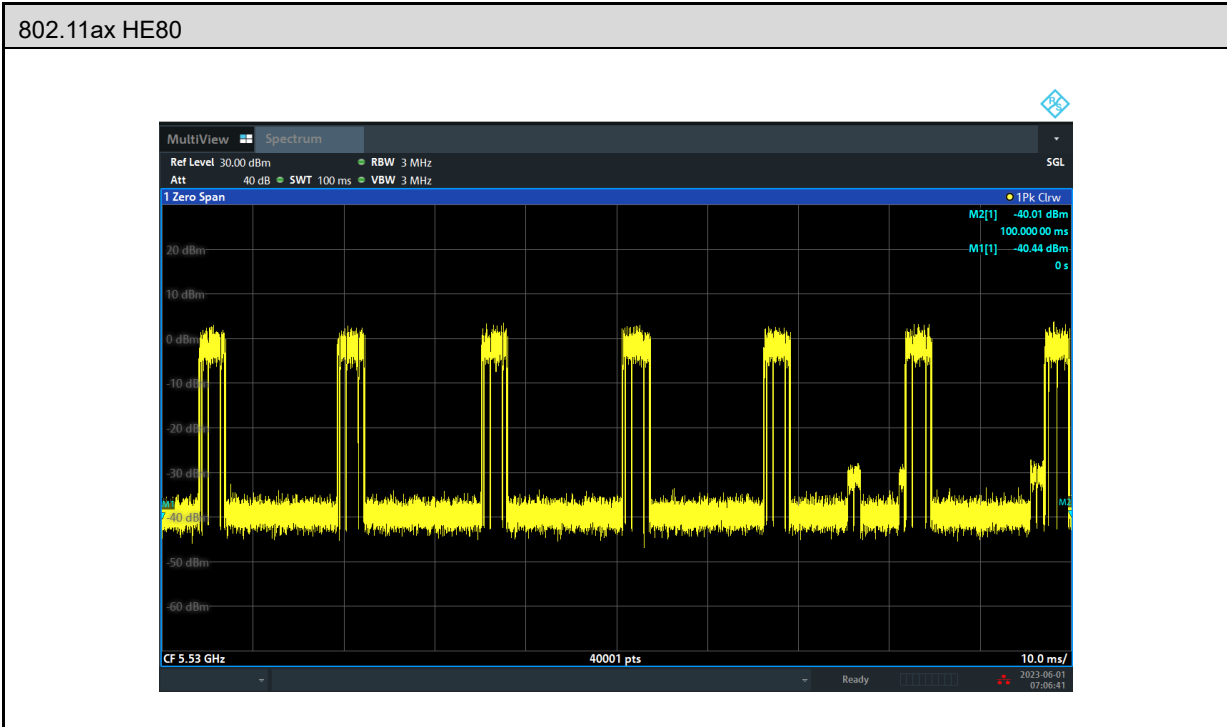 802.11ax HE80
R&S
MultiView Spectrum
Ref Level 30.00 dBm RBW 3 MHz SGL
Att 40 dB SWT 100 ms VBW 3 MHz
1 Zero Span 1Pk Clrw
M2[1] -40.01 dBm
100.000 00 ms
M1[1] -40.44 dBm
0 s
20 dBm
10 dBm
0 dBm
-10 dBm
-20 dBm
-30 dBm
M1 M2
-40 dBm
-50 dBm
-60 dBm
CF 5.53 GHz 40001 pts 10.0 ms/
Ready 2023-06-01
07:06:41